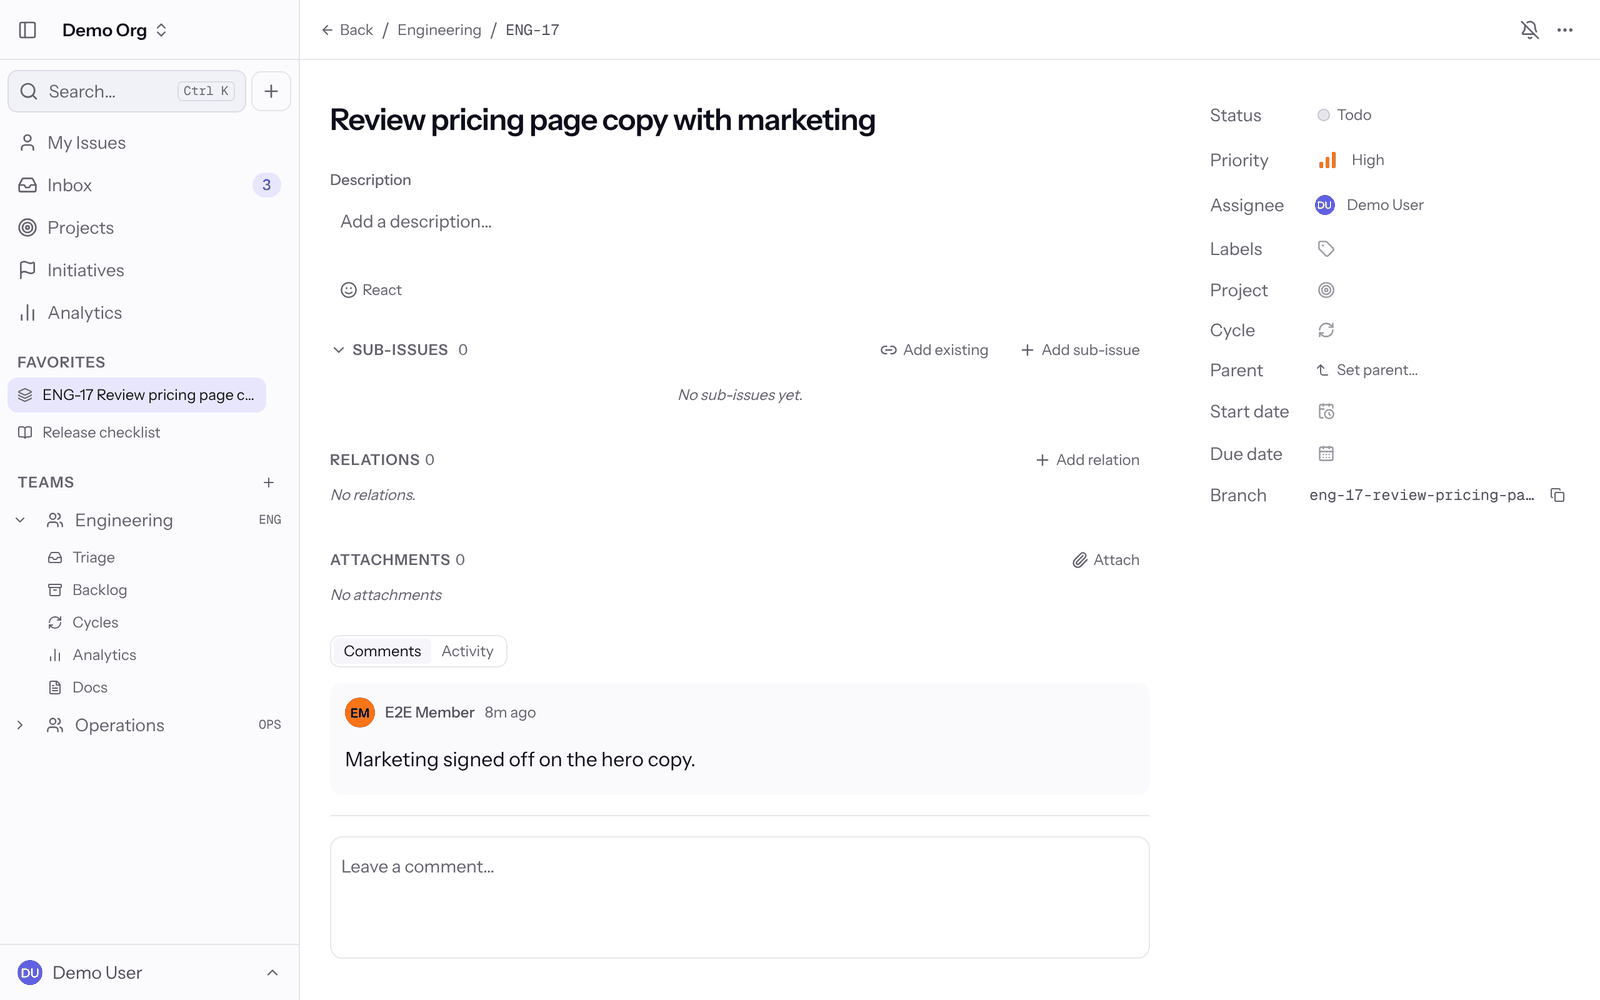 Demo Org
Search...
Ctrl K
My Issues
Inbox
3
Projects
Initiatives
Analytics
FAVORITES
ENG-17 Review pricing page c...
Release checklist
TEAMS
Engineering
ENG
Triage
Backlog
Cycles
Analytics
Docs
Operations
OPS
DU
Demo User
Back / Engineering / ENG-17
Review pricing page copy with marketing
Description
Add a description...
React
SUB-ISSUES 0
Add existing
Add sub-issue
No sub-issues yet.
RELATIONS 0
Add relation
No relations.
ATTACHMENTS 0
Attach
No attachments
Comments
Activity
EM
E2E Member 8m ago
Marketing signed off on the hero copy.
Leave a comment...
Status
Todo
Priority
High
Assignee
DU
Demo User
Labels
Project
Cycle
Parent
Set parent...
Start date
Due date
Branch
eng-17-review-pricing-pa...